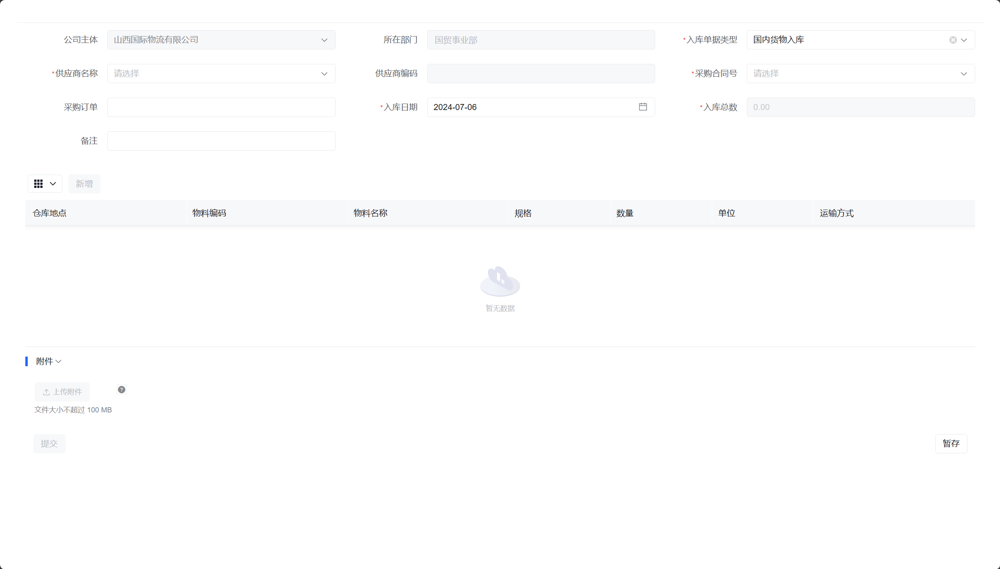 公司主体 山西国际物流有限公司 所在部门 国贸事业部 *入库单据类型 国内货物入库
*供应商名称 请选择 供应商编码 *采购合同号 请选择
采购订单 *入库日期 2024-07-06 *入库总数 0.00
备注
新增
仓库地点 物料编码 物料名称 规格 数量 单位 运输方式
暂无数据
附件
上传附件
文件大小不超过 100 MB
提交 暂存